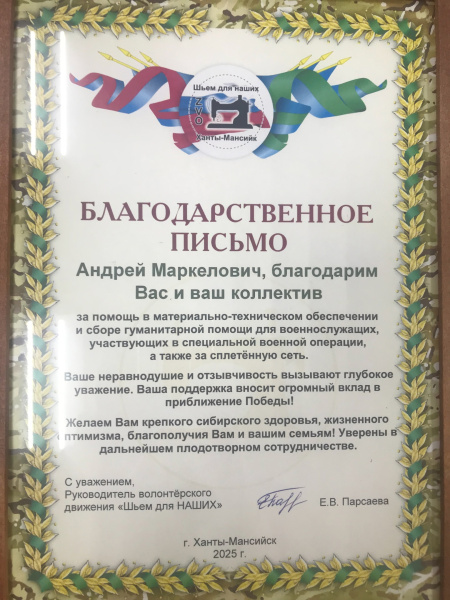 Шьем для наших
ZVO
Ханты-Мансийк
БЛАГОДАРСТВЕННОЕ
ПИСЬМО
Андрей Маркелович, благодарим
Вас и ваш коллектив
за помощь в материально-техническом обеспечении
и сборе гуманитарной помощи для военнослужащих,
участвующих в специальной военной операции,
а также за сплетённую сеть.
Ваше неравнодушие и отзывчивость вызывают глубокое
уважение. Ваша поддержка вносит огромный вклад в
приближение Победы!
Желаем Вам крепкого сибирского здоровья, жизненного
оптимизма, благополучия Вам и вашим семьям! Уверены в
дальнейшем плодотворном сотрудничестве.
С уважением,
Руководитель волонтёрского
движения «Шьем для НАШИХ»
Е.В. Парсаева
г. Ханты-Мансийск
2025 г.